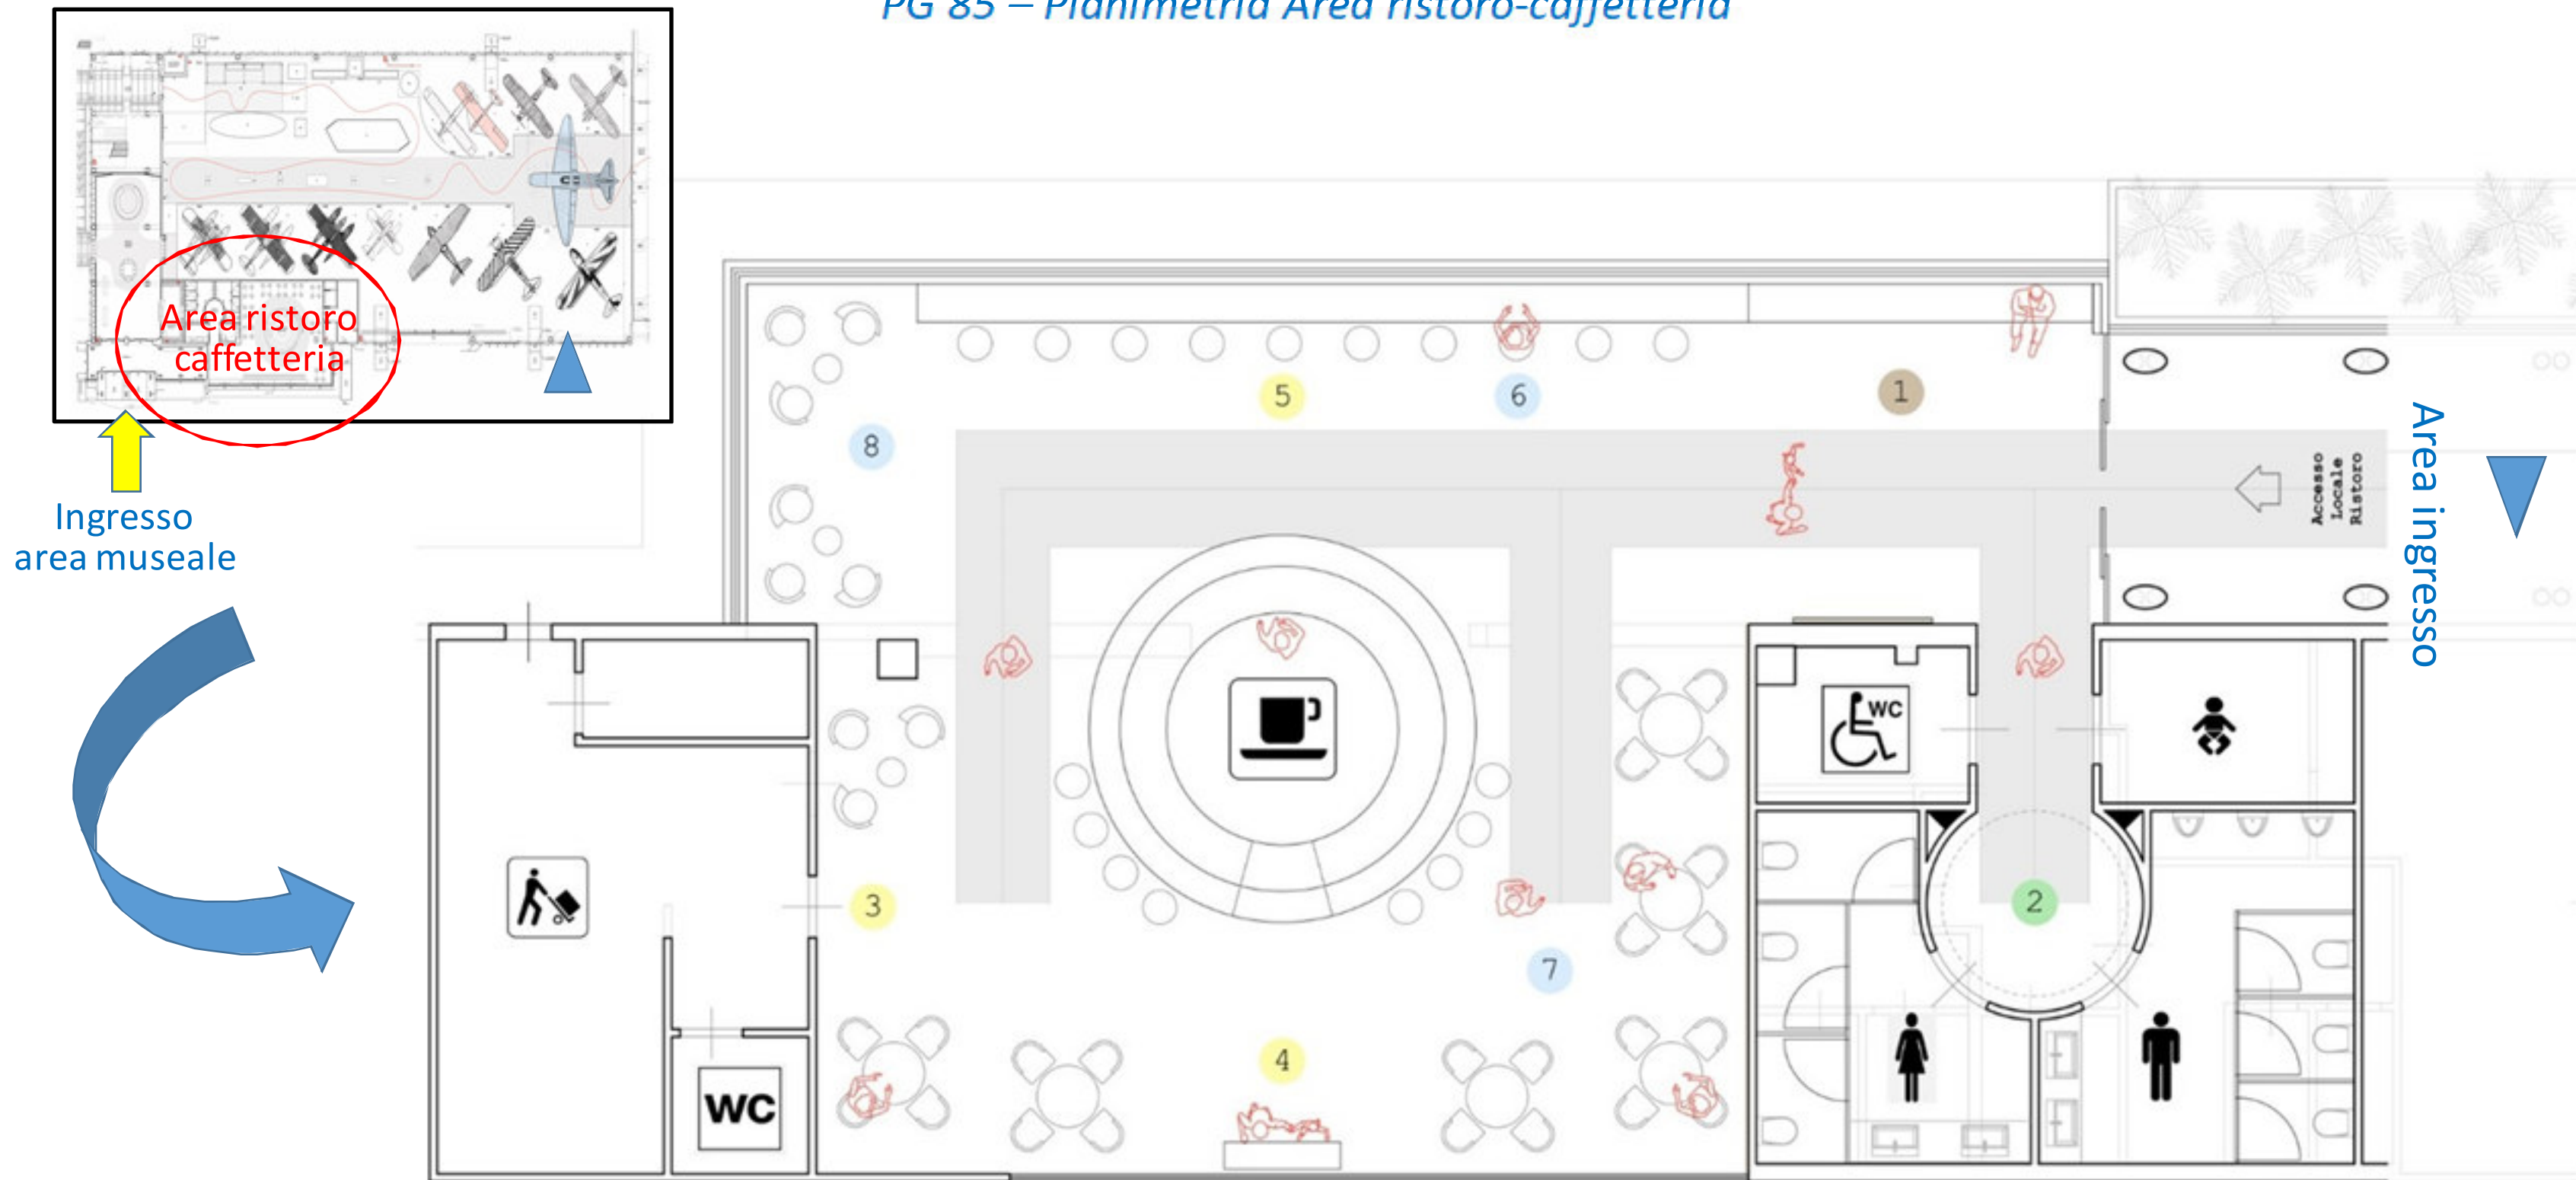 PG 85 – Planimetria Area ristoro-caffetteria
Area ristoro
caffetteria
Ingresso
area museale
5
6
1
8
Accesso
Locale
Ristoro
Area ingresso
WC
3
2
7
4
WC